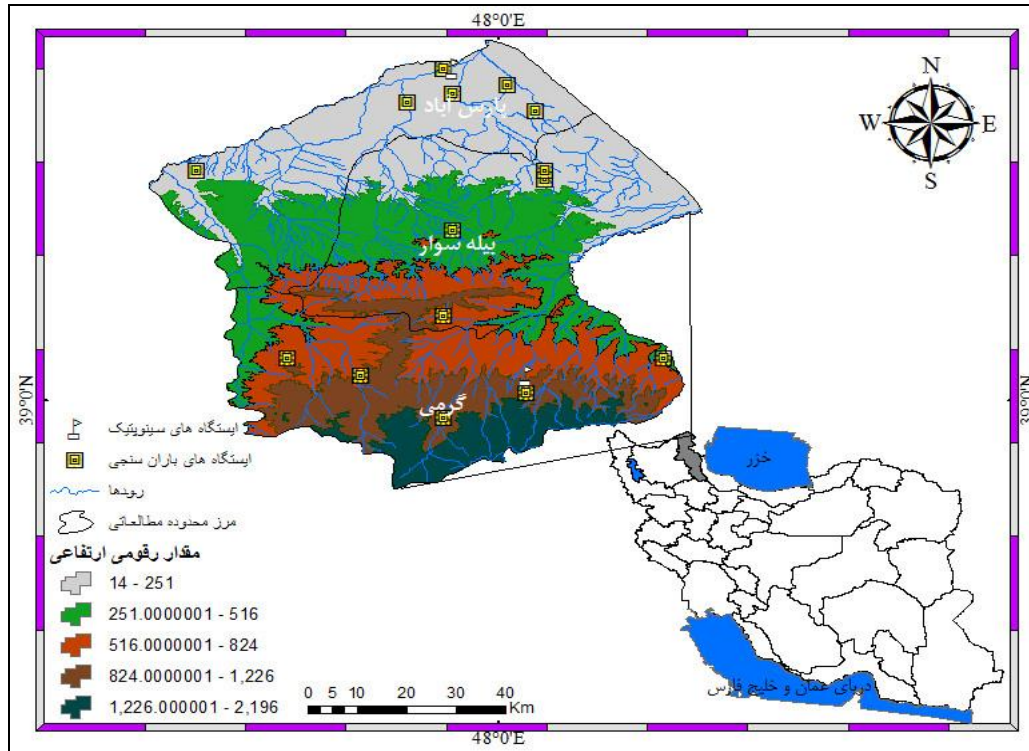 48°0'E
N
W E
S
پارس آباد
بیله سوار
گرمی
39°0'N
39°0'N
ایستگاه های سینوپتیک
ایستگاه های باران سنجی
رودها
مرز محدوده مطالعاتی
مقدار رقومی ارتفاعی
14 - 251
251.0000001 - 516
516.0000001 - 824
824.0000001 - 1,226
1,226.000001 - 2,196
0 5 10 20 30 40
Km
خزر
دریای عمان و خلیج فارس
48°0'E